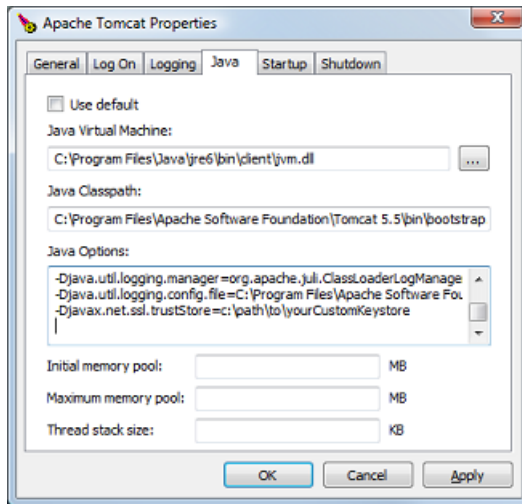 Apache Tomcat Properties
General Log On Logging Java Startup Shutdown
Use default
Java Virtual Machine:
C:\Program Files\Java\jre6\bin\client\jvm.dll
...
Java Classpath:
C:\Program Files\Apache Software Foundation\Tomcat 5.5\bin\bootstrap
Java Options:
-Djava.util.logging.manager=org.apache.juli.ClassLoaderLogManage
-Djava.util.logging.config.file=C:\Program Files\Apache Software Fou
-Djavax.net.ssl.trustStore=c:\path\to\yourCustomKeystore
Initial memory pool: MB
Maximum memory pool: MB
Thread stack size: KB
OK Cancel Apply